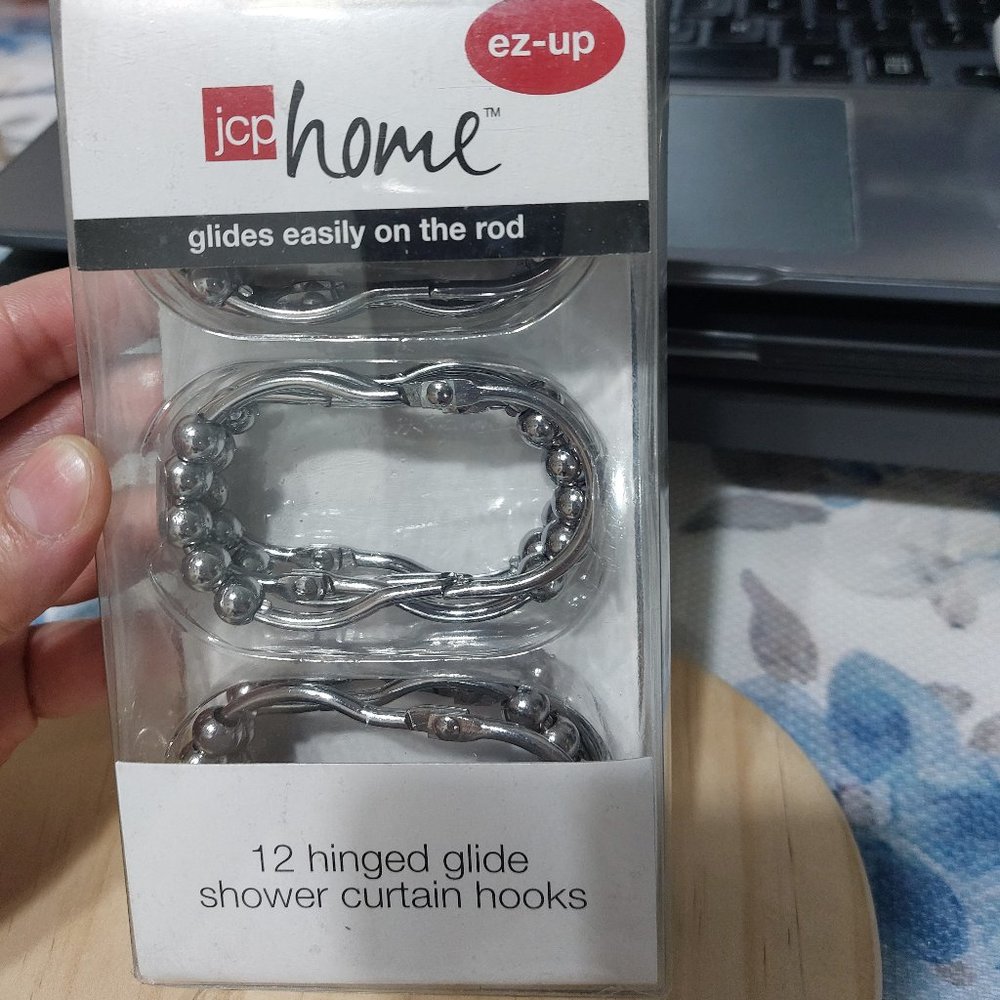 ez-up
jcp home™
glides easily on the rod
12 hinged glide
shower curtain hooks